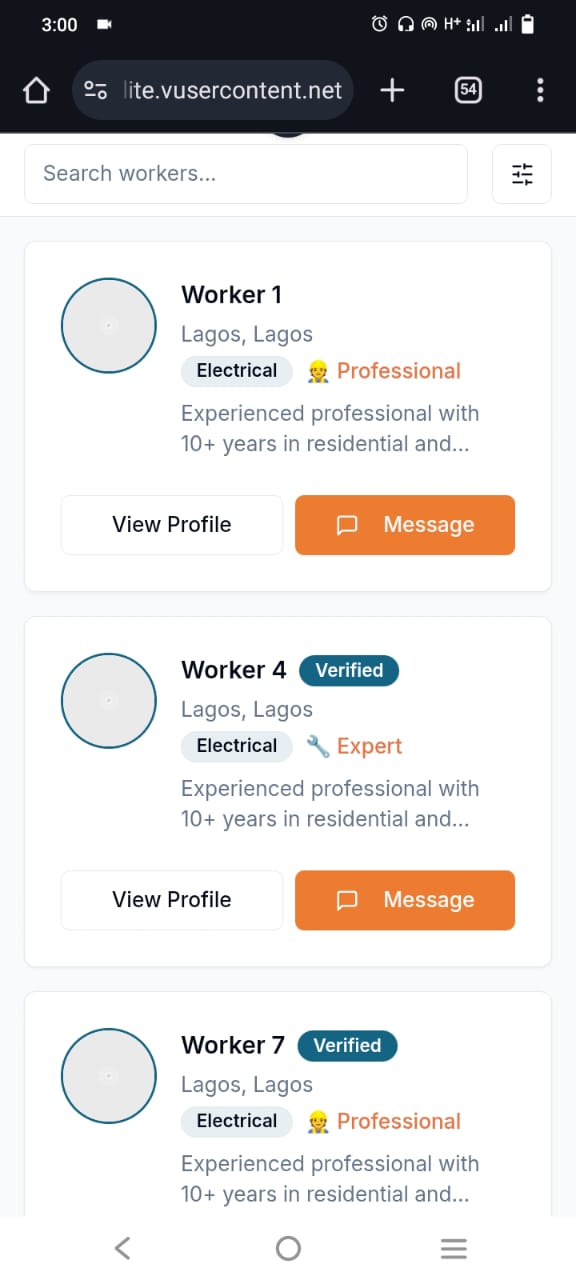 3:00
H+
lite.vusercontent.net
54
Search workers...
Worker 1
Lagos, Lagos
Electrical 👷 Professional
Experienced professional with
10+ years in residential and...
View Profile
Message
Worker 4 Verified
Lagos, Lagos
Electrical 🔧 Expert
Experienced professional with
10+ years in residential and...
View Profile
Message
Worker 7 Verified
Lagos, Lagos
Electrical 👷 Professional
Experienced professional with
10+ years in residential and...